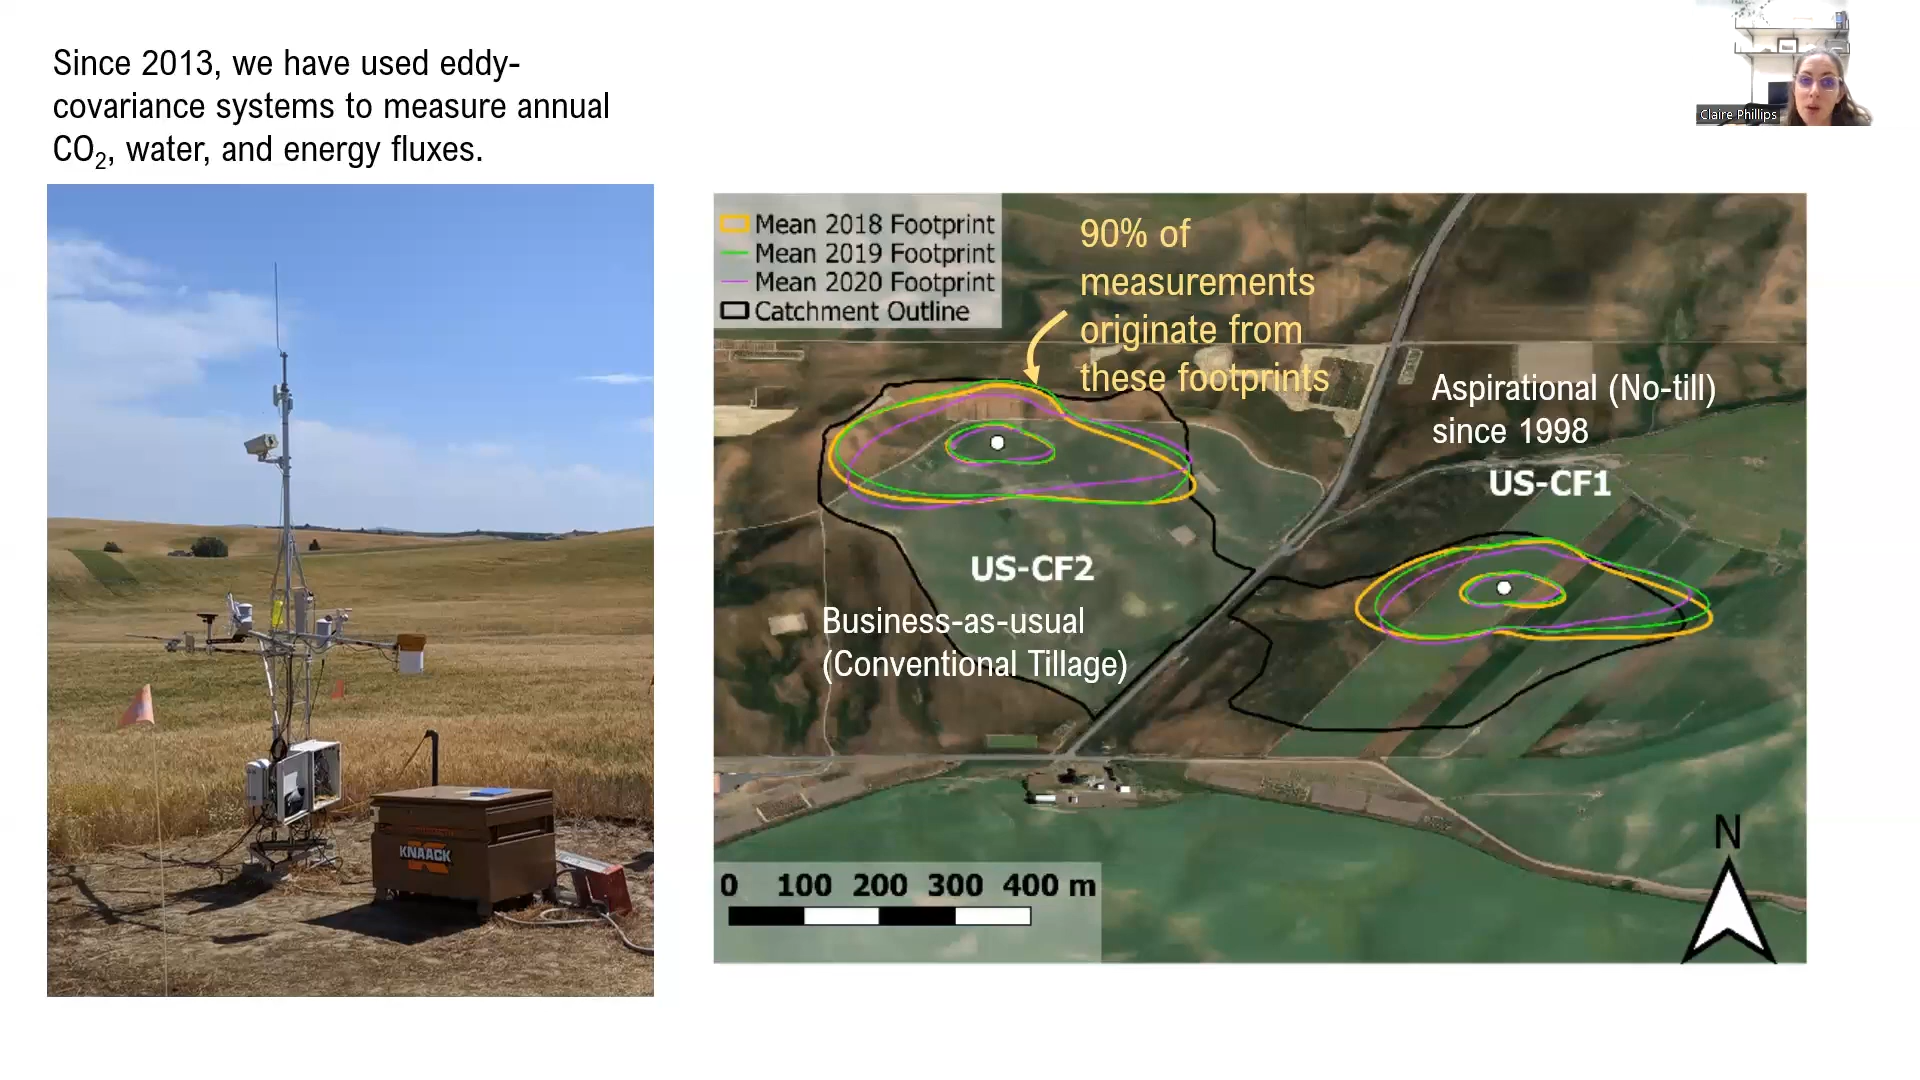 Since 2013, we have used eddy-
covariance systems to measure annual
CO₂, water, and energy fluxes.
Claire Phillips
KNAACK
Mean 2018 Footprint
Mean 2019 Footprint
Mean 2020 Footprint
Catchment Outline
90% of
measurements
originate from
these footprints
Aspirational (No-till)
since 1998
US-CF1
US-CF2
Business-as-usual
(Conventional Tillage)
N
0 100 200 300 400 m